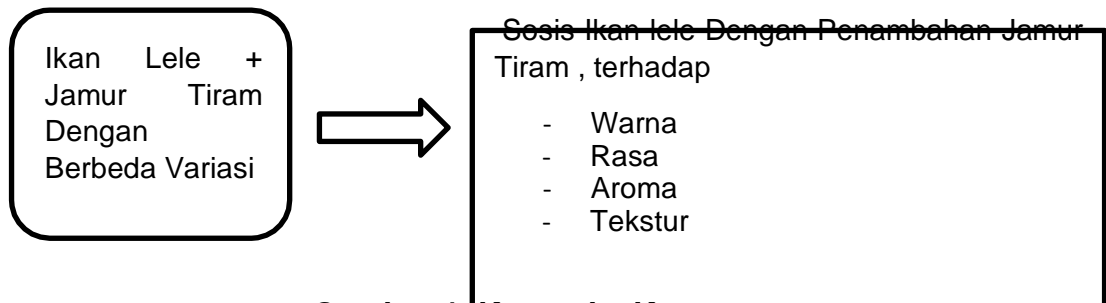 Ikan Lele +
Jamur Tiram
Dengan
Berbeda Variasi
Sosis Ikan lele Dengan Penambahan Jamur
Tiram , terhadap
- Warna
- Rasa
- Aroma
- Tekstur